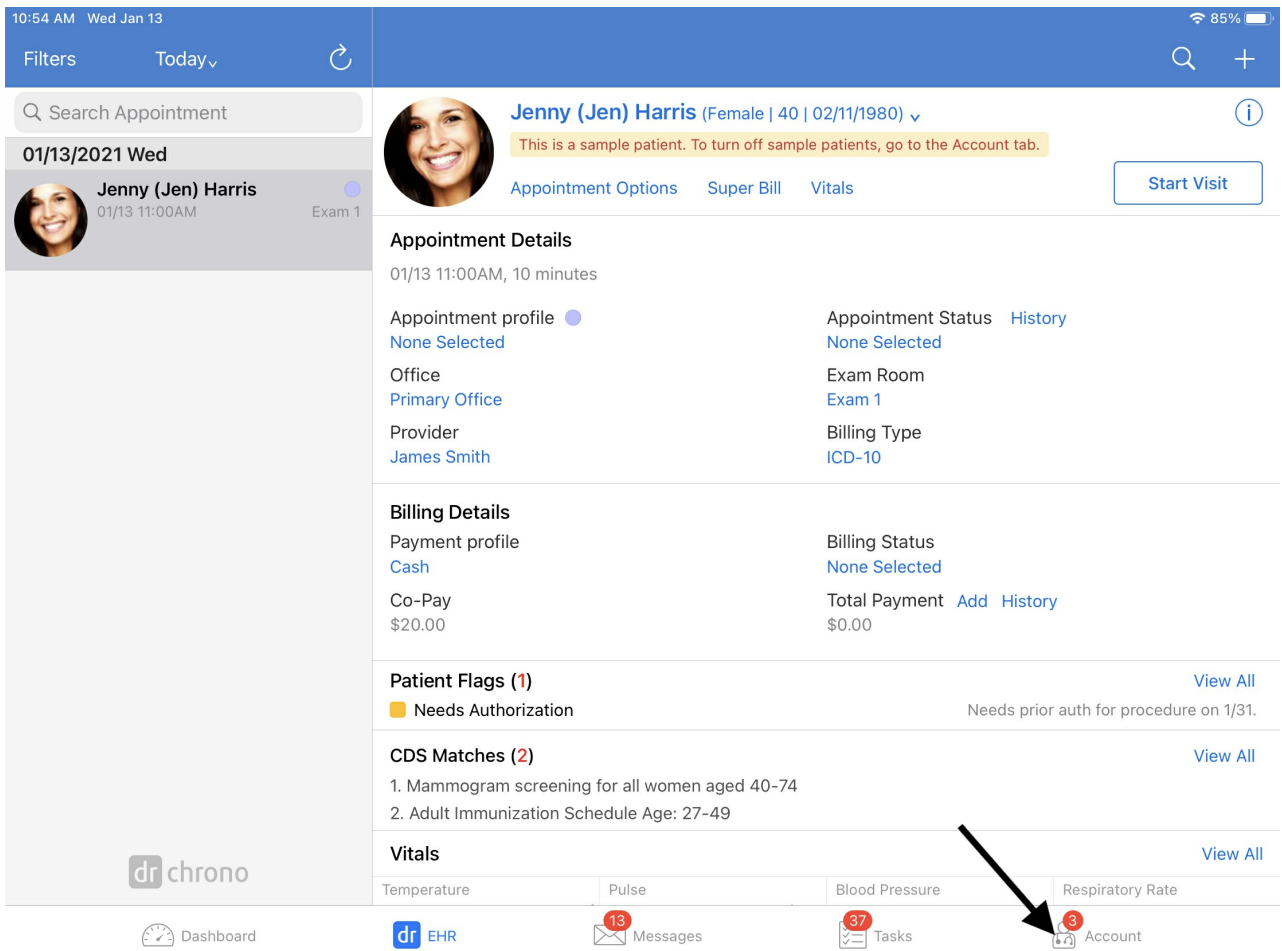 10:54 AM Wed Jan 13
85%
Filters Today
Search Appointment
01/13/2021 Wed
Jenny (Jen) Harris
01/13 11:00AM Exam 1
Jenny (Jen) Harris (Female | 40 | 02/11/1980)
This is a sample patient. To turn off sample patients, go to the Account tab.
Appointment Options Super Bill Vitals
Start Visit
Appointment Details
01/13 11:00AM, 10 minutes
Appointment profile Appointment Status History
None Selected None Selected
Office Exam Room
Primary Office Exam 1
Provider Billing Type
James Smith ICD-10
Billing Details
Payment profile Billing Status
Cash None Selected
Co-Pay Total Payment Add History
$20.00 $0.00
Patient Flags (1) View All
Needs Authorization Needs prior auth for procedure on 1/31.
CDS Matches (2) View All
1. Mammogram screening for all women aged 40-74
2. Adult Immunization Schedule Age: 27-49
Vitals View All
Temperature Pulse Blood Pressure Respiratory Rate
dr chrono
Dashboard dr EHR 13 Messages 37 Tasks 3 Account